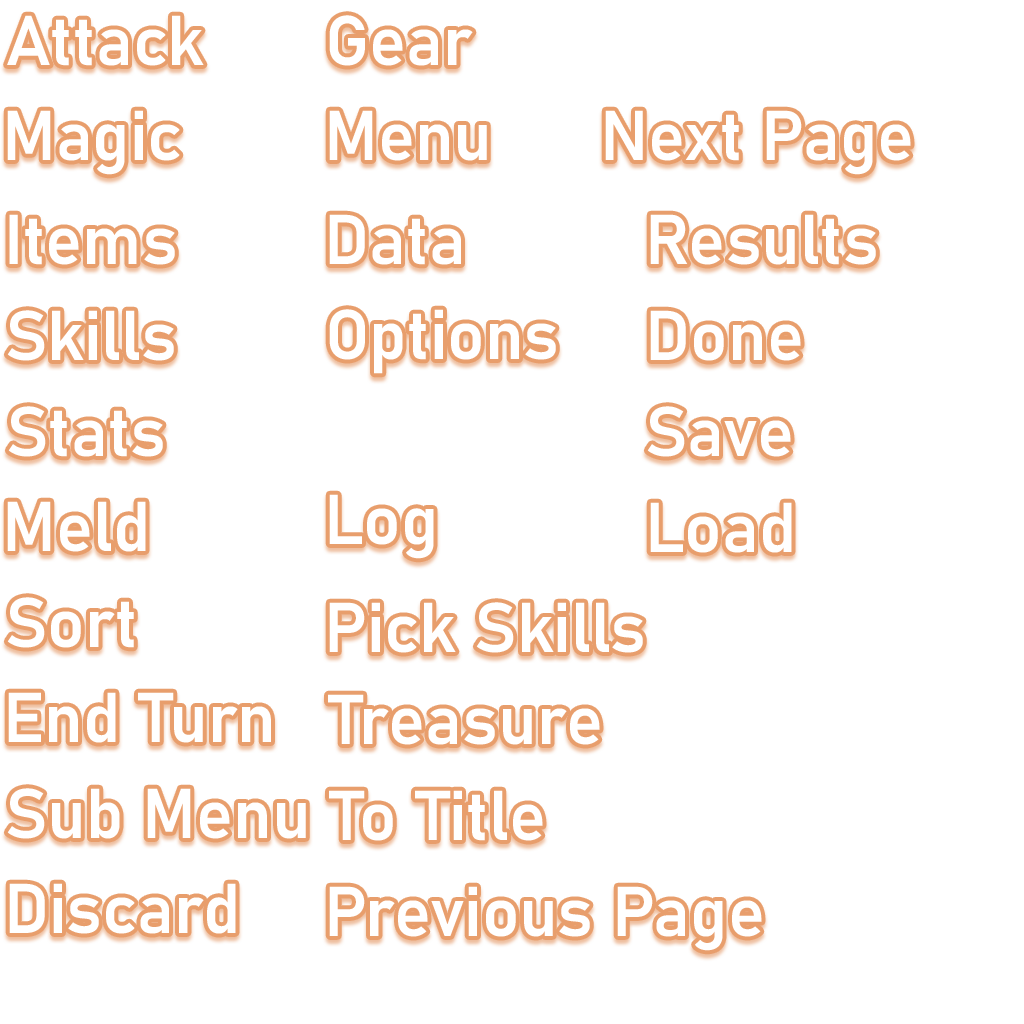 Attack
Gear
Magic
Menu
Next Page
Items
Data
Results
Skills
Options
Done
Stats
Save
Meld
Log
Load
Sort
Pick Skills
End Turn
Treasure
Sub Menu
To Title
Discard
Previous Page